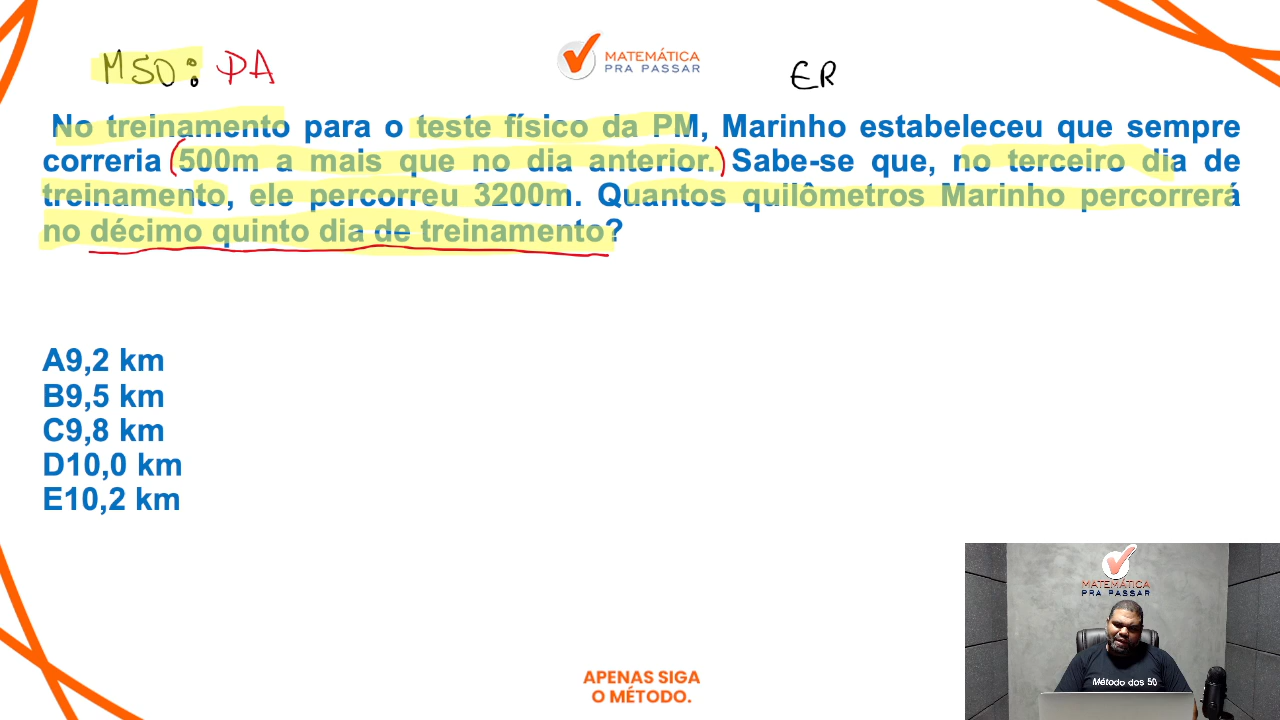 M50: PA
MATEMÁTICA
PRA PASSAR
ER
No treinamento para o teste físico da PM, Marinho estabeleceu que sempre
correria (500m a mais que no dia anterior.) Sabe-se que, no terceiro dia de
treinamento, ele percorreu 3200m. Quantos quilômetros Marinho percorrerá
no décimo quinto dia de treinamento?
A9,2 km
B9,5 km
C9,8 km
D10,0 km
E10,2 km
MATEMÁTICA
PRA PASSAR
Método dos 50
APENAS SIGA
O MÉTODO.